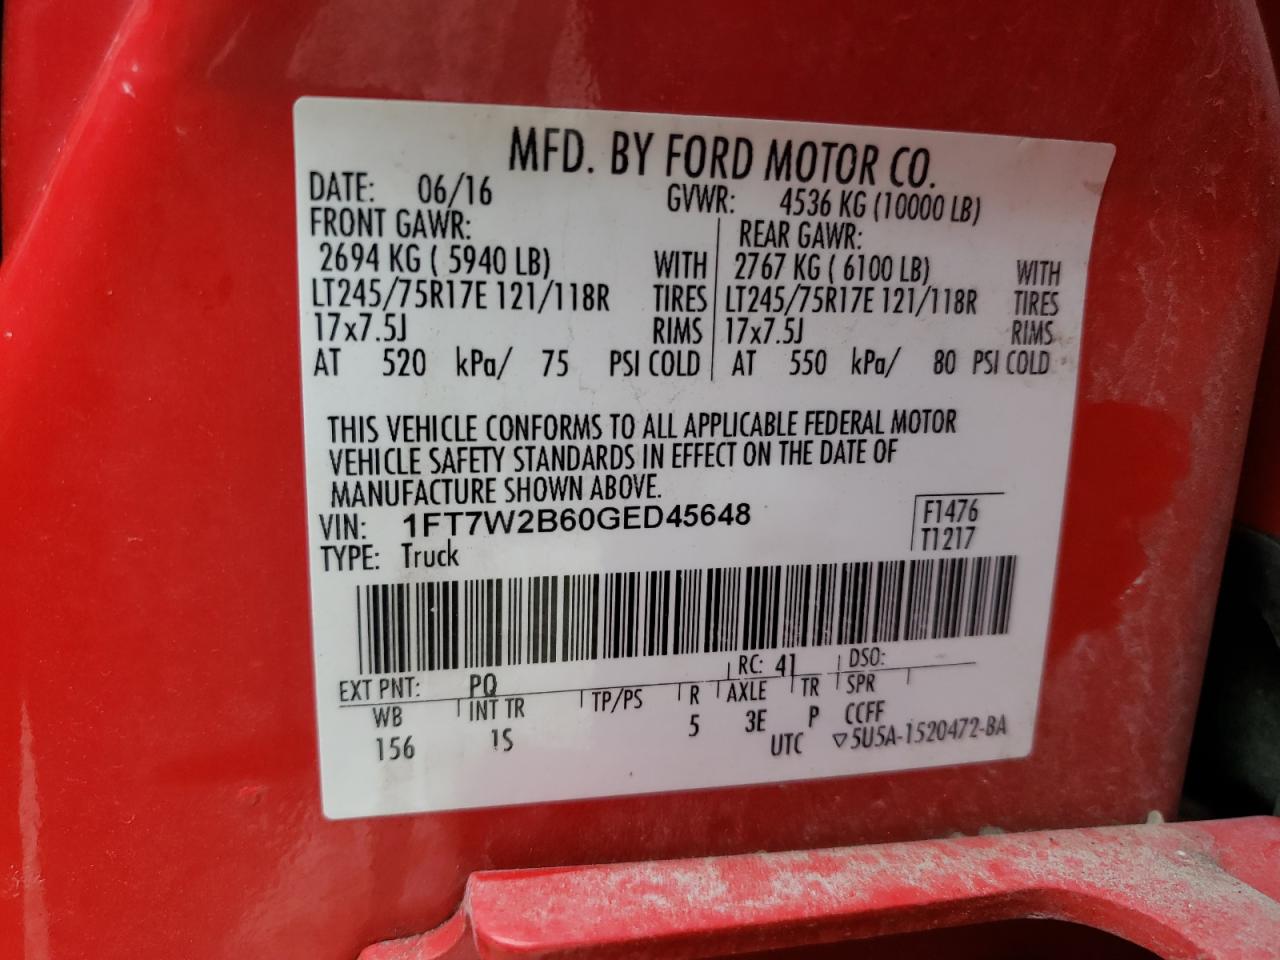 MFD. BY FORD MOTOR CO.
DATE: 06/16 GVWR: 4536 KG (10000 LB)
FRONT GAWR: REAR GAWR:
2694 KG ( 5940 LB) WITH 2767 KG ( 6100 LB) WITH
LT245/75R17E 121/118R TIRES LT245/75R17E 121/118R TIRES
17x7.5J RIMS 17x7.5J RIMS
AT 520 kPa/ 75 PSI COLD AT 550 kPa/ 80 PSI COLD
THIS VEHICLE CONFORMS TO ALL APPLICABLE FEDERAL MOTOR
VEHICLE SAFETY STANDARDS IN EFFECT ON THE DATE OF
MANUFACTURE SHOWN ABOVE.
VIN: 1FT7W2B60GED45648 F1476
TYPE: Truck T1217
EXT PNT: PQ RC: 41 DSO:
WB INT TR TP/PS R AXLE TR SPR
156 1S 5 3E P CCFF
UTC ▽5U5A-1520472-BA